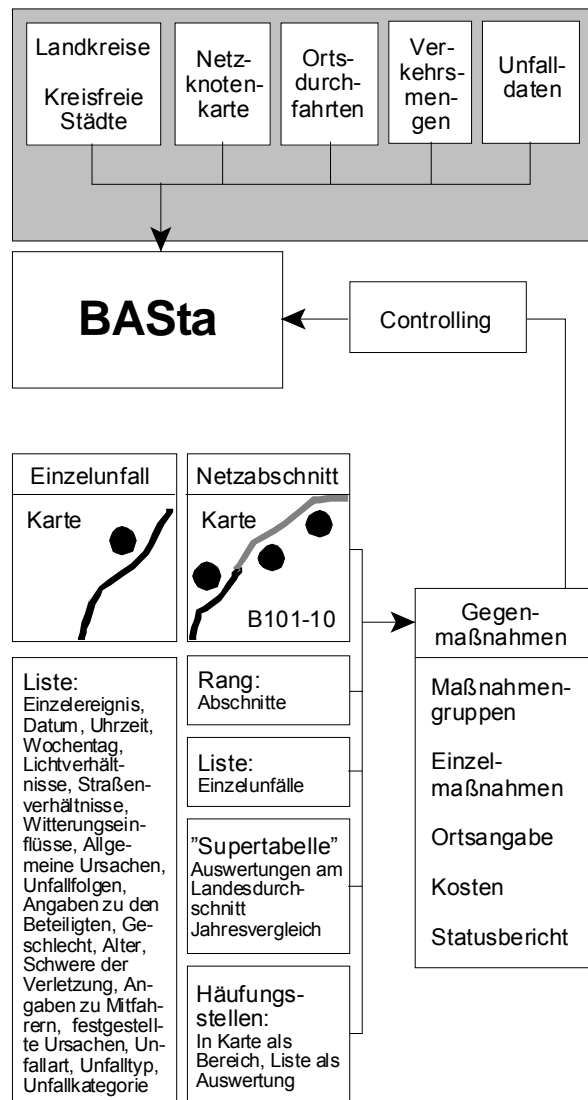 Landkreise
Kreisfreie
Städte
Netz-
knoten-
karte
Orts-
durch-
fahrten
Ver-
kehrs-
men-
gen
Unfall-
daten
BASta
Controlling
Einzelunfall
Karte
Netzabschnitt
Karte
B101-10
Gegen-
maßnahmen
Maßnahmen-
gruppen
Einzel-
maßnahmen
Ortsangabe
Kosten
Statusbericht
Liste:
Einzelereignis,
Datum, Uhrzeit,
Wochentag,
Lichtverhält-
nisse, Straßen-
verhältnisse,
Witterungsein-
flüsse, Allge-
meine Ursachen,
Unfallfolgen,
Angaben zu den
Beteiligten, Ge-
schlecht, Alter,
Schwere der
Verletzung, An-
gaben zu Mitfah-
rern, festgestell-
te Ursachen, Un-
fallart, Unfalltyp,
Unfallkategorie
Rang:
Abschnitte
Liste:
Einzelunfälle
”Supertabelle”
Auswertungen am
Landesdurch-
schnitt
Jahresvergleich
Häufungs-
stellen:
In Karte als
Bereich, Liste als
Auswertung